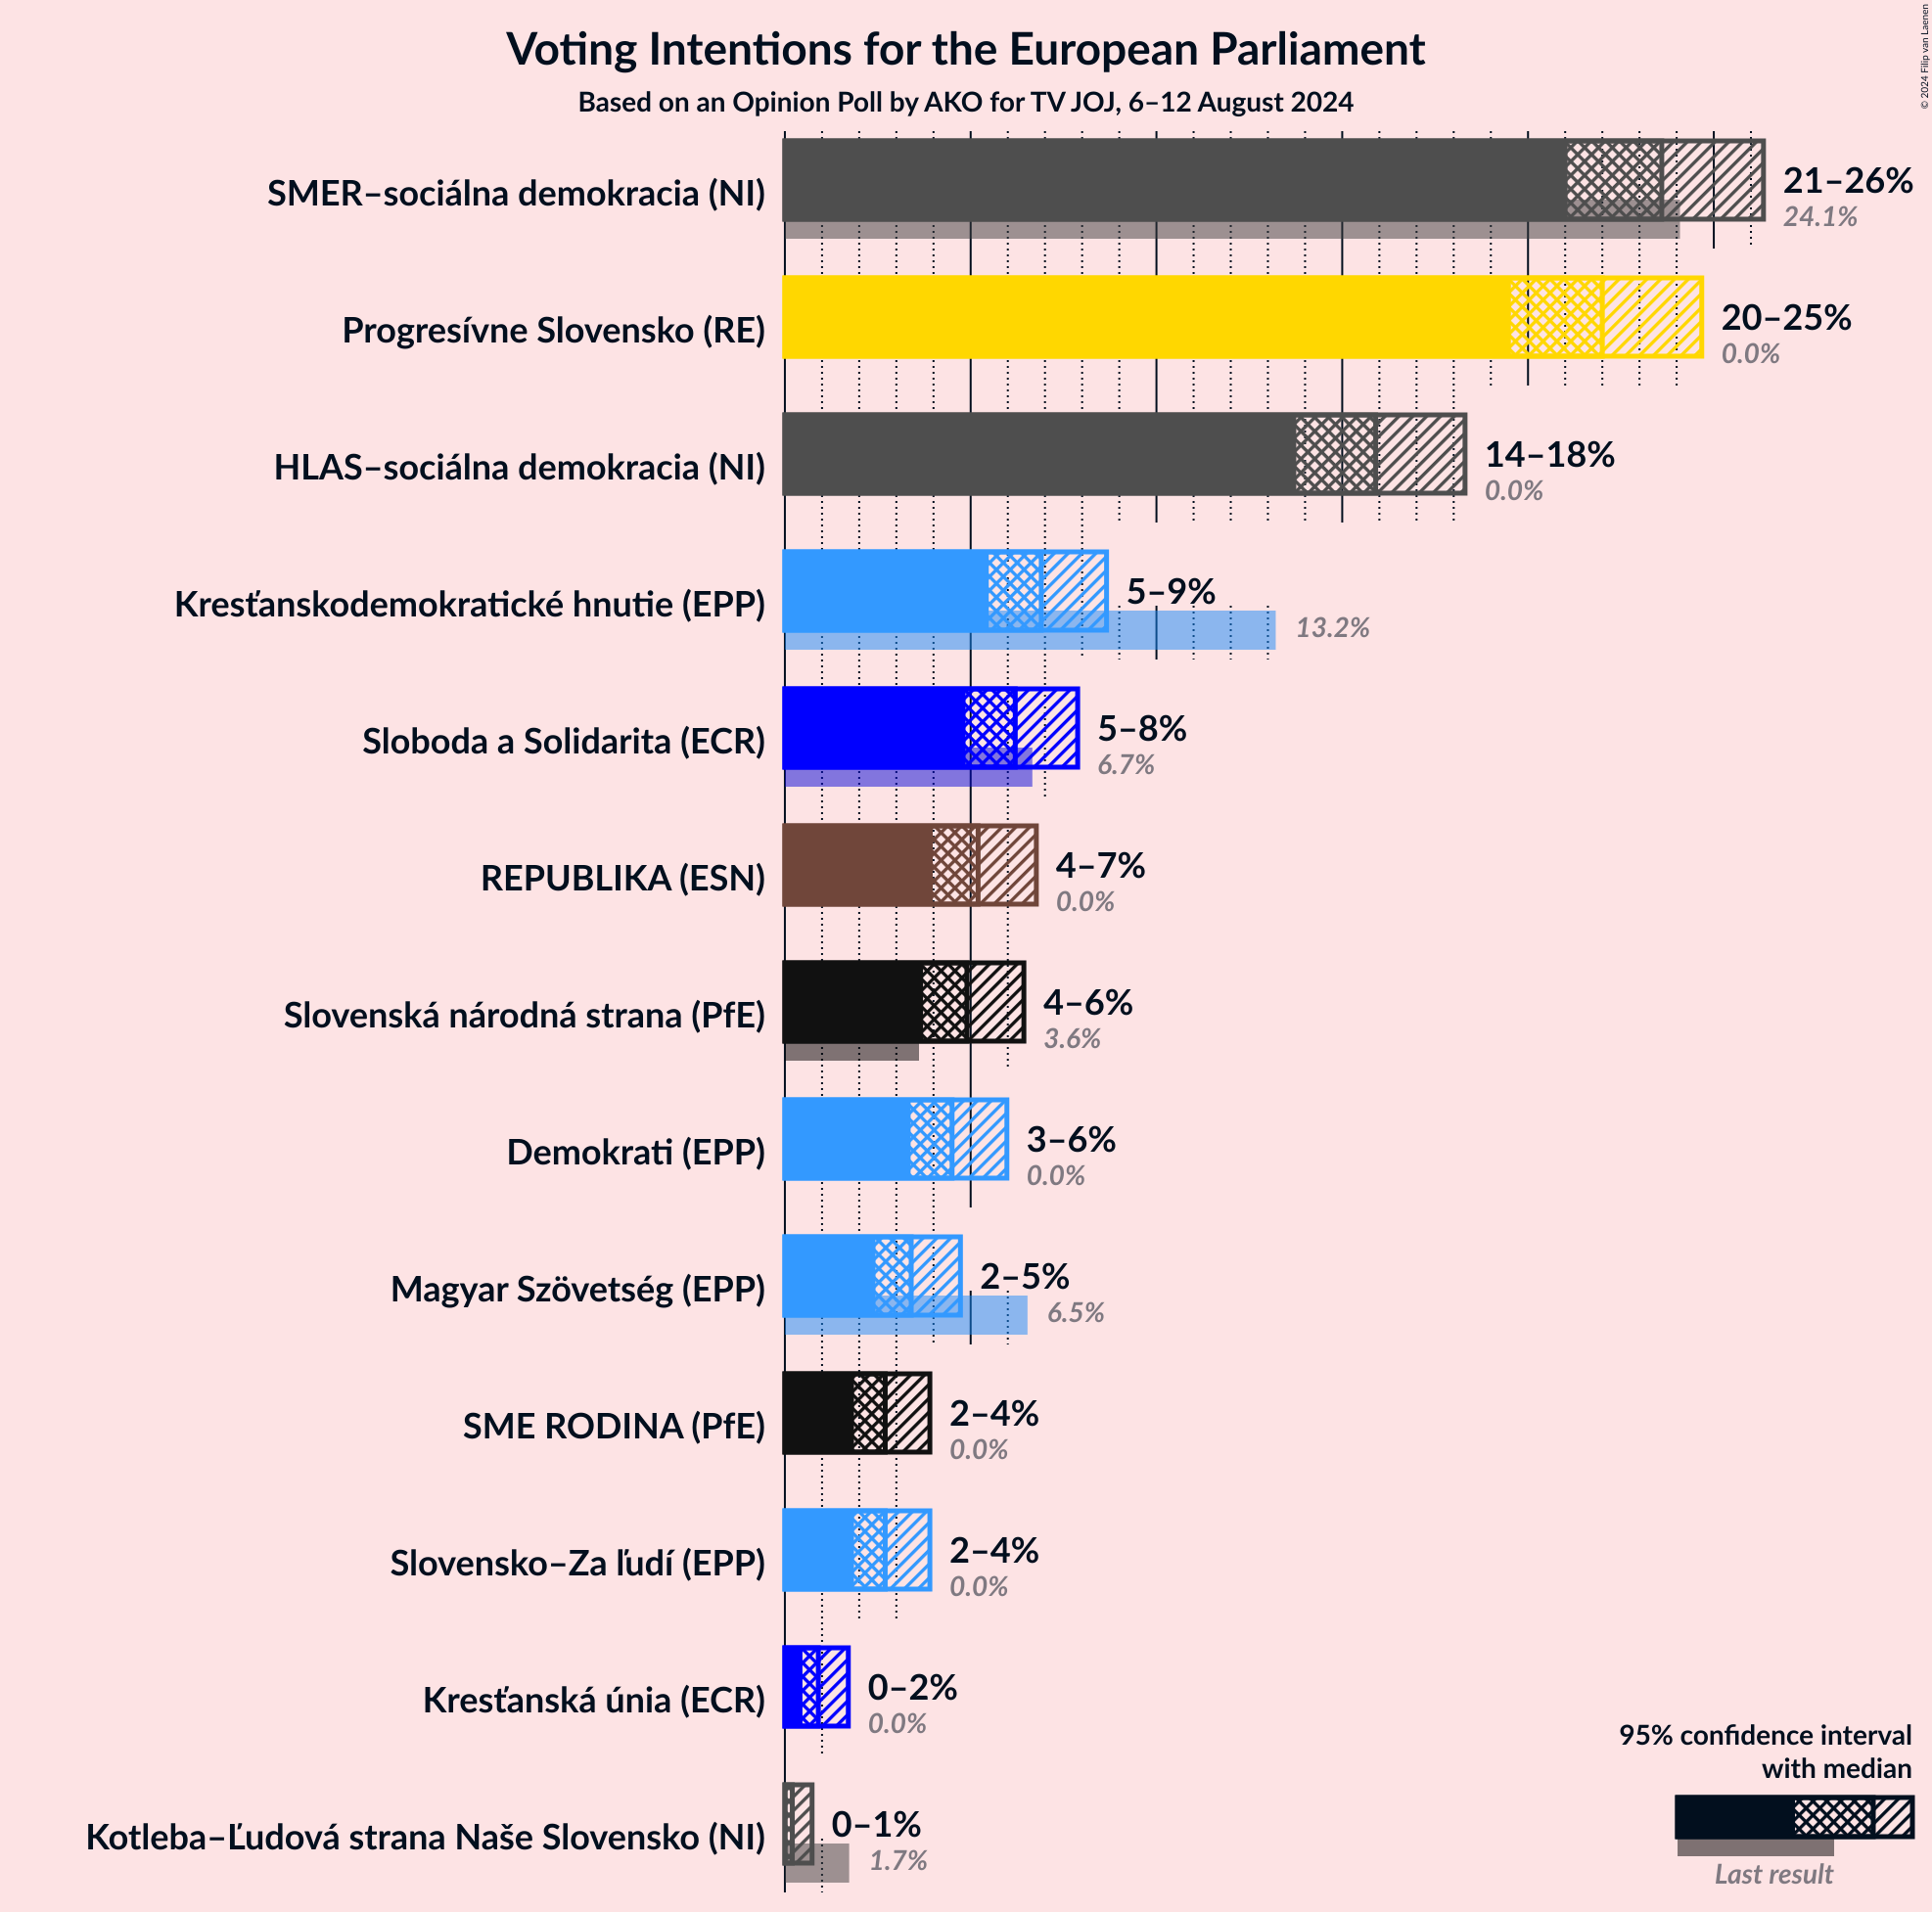 Voting Intentions for the European Parliament
Based on an Opinion Poll by AKO for TV JOJ, 6–12 August 2024
© 2024 Filip van Laenen
SMER–sociálna demokracia (NI)
21–26%
24.1%
Progresívne Slovensko (RE)
20–25%
0.0%
HLAS–sociálna demokracia (NI)
14–18%
0.0%
Kresťanskodemokratické hnutie (EPP)
5–9%
13.2%
Sloboda a Solidarita (ECR)
5–8%
6.7%
REPUBLIKA (ESN)
4–7%
0.0%
Slovenská národná strana (PfE)
4–6%
3.6%
Demokrati (EPP)
3–6%
0.0%
Magyar Szövetség (EPP)
2–5%
6.5%
SME RODINA (PfE)
2–4%
0.0%
Slovensko–Za ľudí (EPP)
2–4%
0.0%
Kresťanská únia (ECR)
0–2%
0.0%
Kotleba–Ľudová strana Naše Slovensko (NI)
0–1%
1.7%
95% confidence interval
with median
Last result